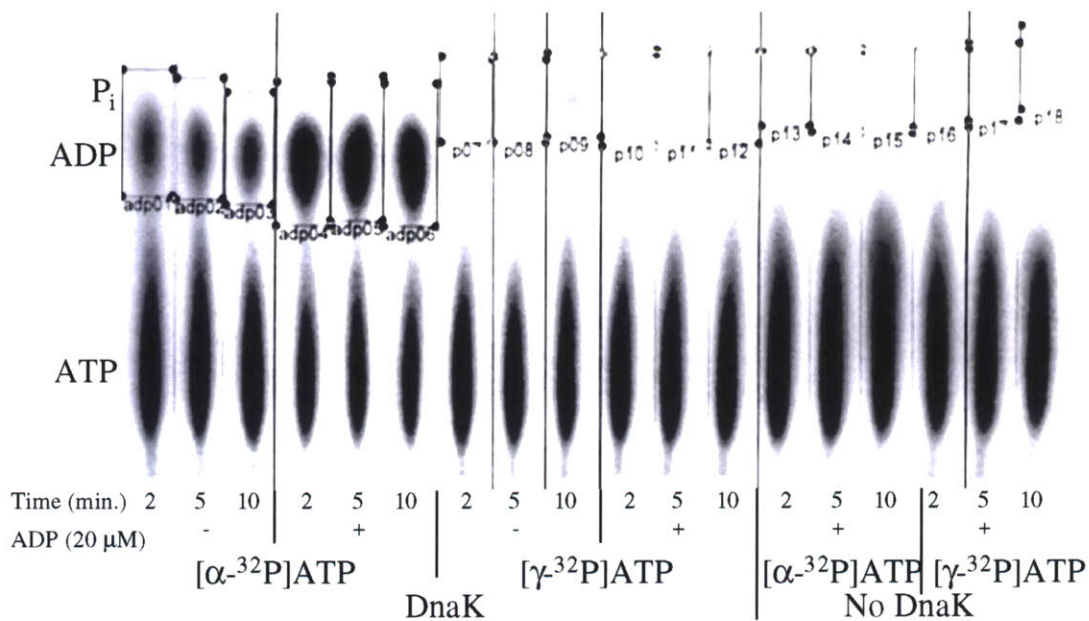 P_i
ADP
adp01 adp02 adp03 adp04 adp05 adp06 p07 p08 p09 p10 p11 p12 p13 p14 p15 p16 p17 p18
ATP
Time (min.) 2 5 10 2 5 10 2 5 10 2 5 10 2 5 10 2 5 10
ADP (20 μM) - + - + + +
[α-³²P]ATP [γ-³²P]ATP [α-³²P]ATP [γ-³²P]ATP
DnaK No DnaK